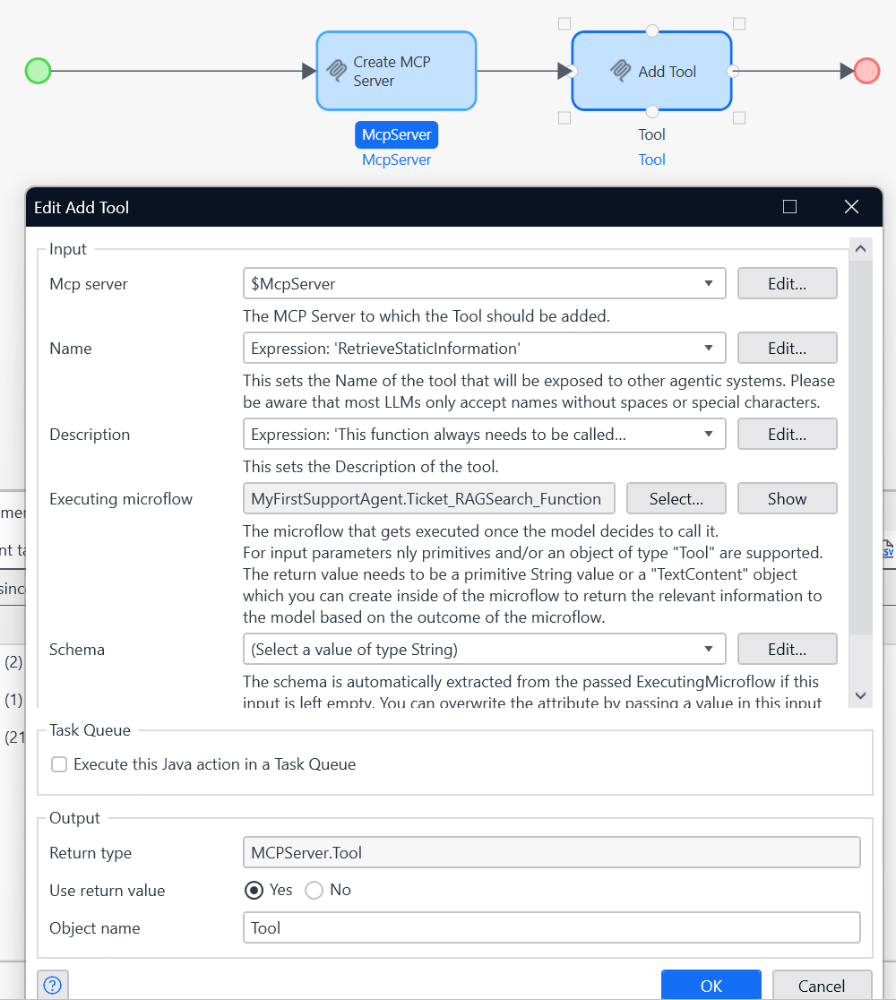 Create MCP
Server
Add Tool
McpServer
McpServer
Tool
Tool
Edit Add Tool
Input
Mcp server
$McpServer
Edit...
The MCP Server to which the Tool should be added.
Name
Expression: 'RetrieveStaticInformation'
Edit...
This sets the Name of the tool that will be exposed to other agentic systems. Please
be aware that most LLMs only accept names without spaces or special characters.
Description
Expression: 'This function always needs to be called...
Edit...
This sets the Description of the tool.
Executing microflow
MyFirstSupportAgent.Ticket_RAGSearch_Function
Select...
Show
The microflow that gets executed once the model decides to call it.
For input parameters nly primitives and/or an object of type "Tool" are supported.
The return value needs to be a primitive String value or a "TextContent" object
which you can create inside of the microflow to return the relevant information to
the model based on the outcome of the microflow.
Schema
(Select a value of type String)
Edit...
The schema is automatically extracted from the passed ExecutingMicroflow if this
input is left empty. You can overwrite the attribute by passing a value in this input
(2)
(1)
(21
Task Queue
Execute this Java action in a Task Queue
Output
Return type
MCPServer.Tool
Use return value
Yes
No
Object name
Tool
?
OK
Cancel